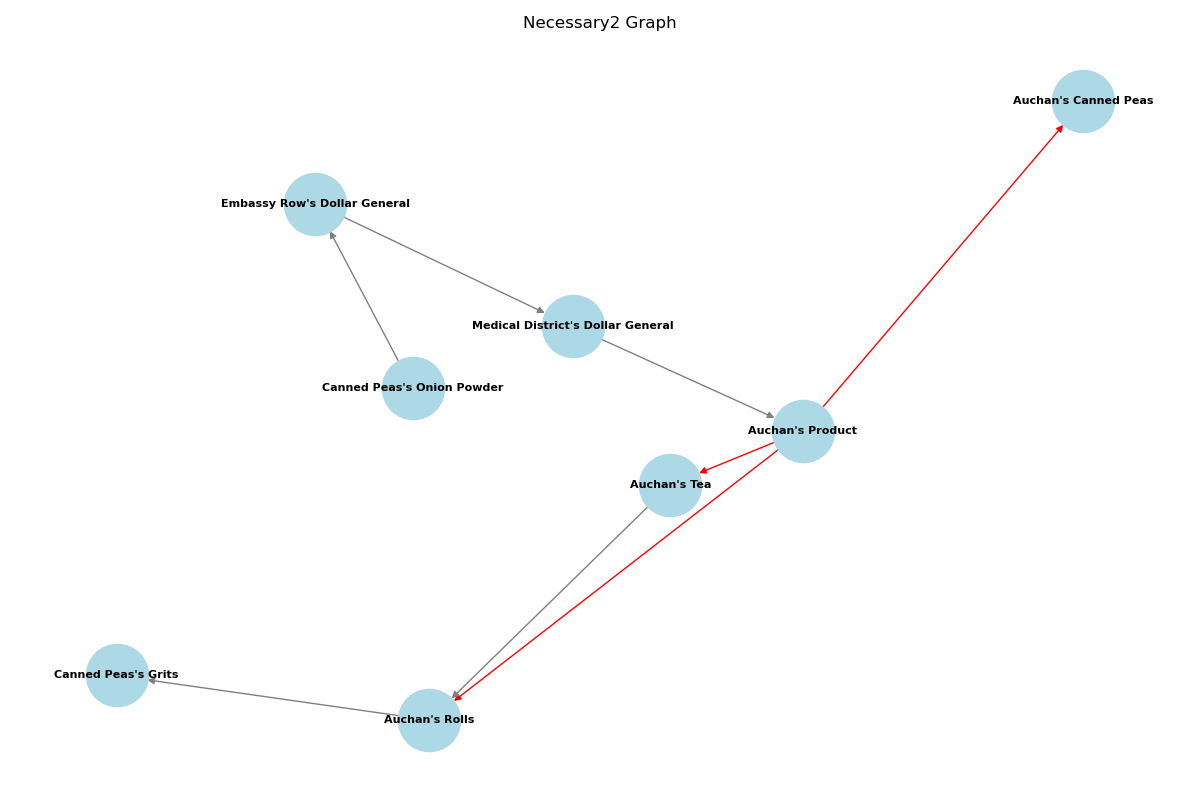 Necessary2 Graph
Auchan's Canned Peas
Embassy Row's Dollar General
Medical District's Dollar General
Canned Peas's Onion Powder
Auchan's Product
Auchan's Tea
Canned Peas's Grits
Auchan's Rolls